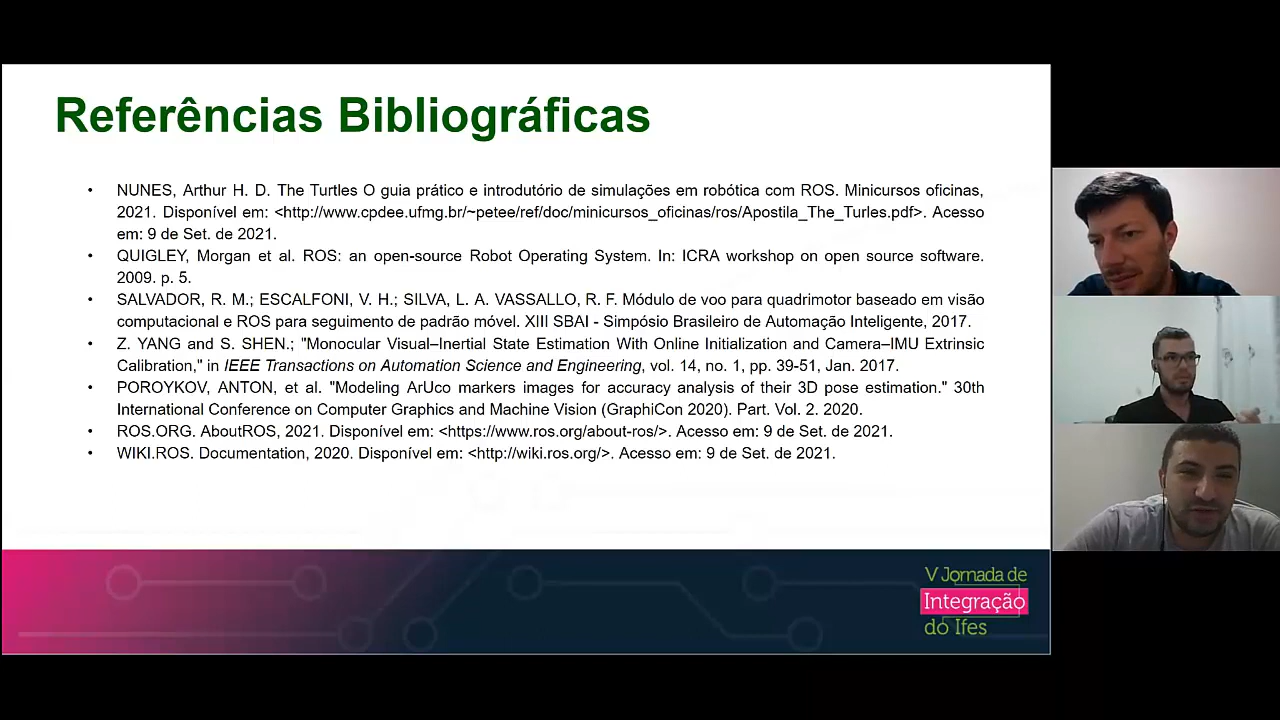 Referências Bibliográficas
• NUNES, Arthur H. D. The Turtles O guia prático e introdutório de simulações em robótica com ROS. Minicursos oficinas,
2021. Disponível em: <http://www.cpdee.ufmg.br/~petee/ref/doc/minicursos_oficinas/ros/Apostila_The_Turles.pdf>. Acesso
em: 9 de Set. de 2021.
• QUIGLEY, Morgan et al. ROS: an open-source Robot Operating System. In: ICRA workshop on open source software.
2009. p. 5.
• SALVADOR, R. M.; ESCALFONI, V. H.; SILVA, L. A. VASSALLO, R. F. Módulo de voo para quadrimotor baseado em visão
computacional e ROS para seguimento de padrão móvel. XIII SBAI - Simpósio Brasileiro de Automação Inteligente, 2017.
• Z. YANG and S. SHEN.; "Monocular Visual–Inertial State Estimation With Online Initialization and Camera–IMU Extrinsic
Calibration," in IEEE Transactions on Automation Science and Engineering, vol. 14, no. 1, pp. 39-51, Jan. 2017.
• POROYKOV, ANTON, et al. "Modeling ArUco markers images for accuracy analysis of their 3D pose estimation." 30th
International Conference on Computer Graphics and Machine Vision (GraphiCon 2020). Part. Vol. 2. 2020.
• ROS.ORG. AboutROS, 2021. Disponível em: <https://www.ros.org/about-ros/>. Acesso em: 9 de Set. de 2021.
• WIKI.ROS. Documentation, 2020. Disponível em: <http://wiki.ros.org/>. Acesso em: 9 de Set. de 2021.
V Jornada de
Integração
do Ifes